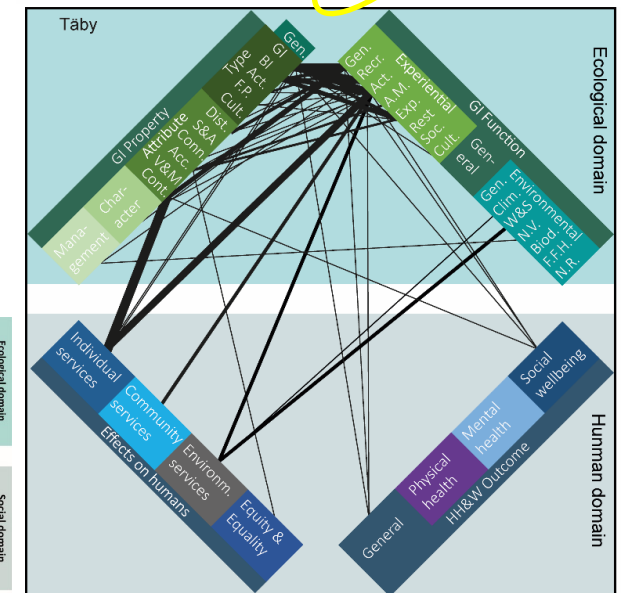 Täby
Ecological domain
GI Property
Gen.
GI
Type
BI
Act.
F.P.
Cult.
Attribute
Dist.
S&A
Conn.
Acc.
V&M
Cont.
Char-
acter
Mana-
gement
GI Function
Experiential
Gen.
Recr.
Act.
A.M.
Exp.
Rest.
Soc.
Cult.
Gen-
eral
Environmental
Gen.
Clim.
W&S
N.V.
Biod.
F.F.H.
N.R.
Hunman domain
Effects on humans
Individual
services
Community
services
Environm.
services
Equity &
Equality
HH&W Outcome
Social
wellbeing
Mental
health
Physical
health
General
Ecological domain
Social domain